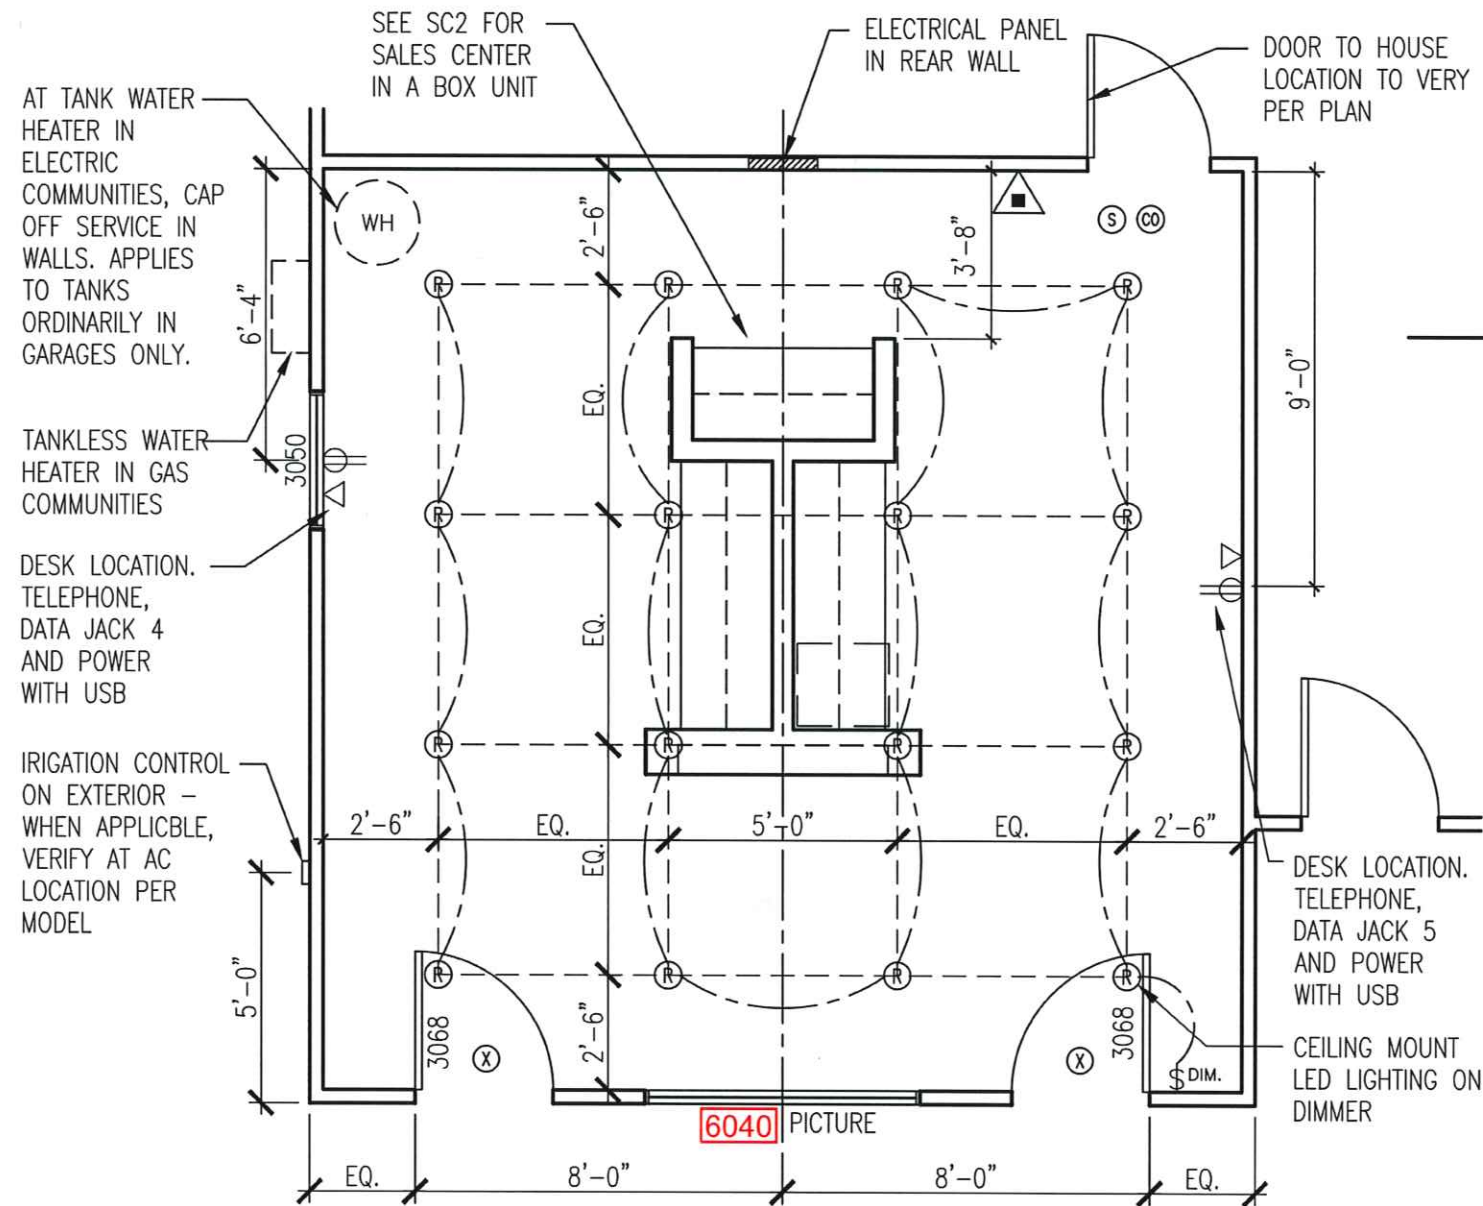 SEE SC2 FOR
SALES CENTER
IN A BOX UNIT
ELECTRICAL PANEL
IN REAR WALL
DOOR TO HOUSE
LOCATION TO VERY
PER PLAN
AT TANK WATER
HEATER IN
ELECTRIC
COMMUNITIES, CAP
OFF SERVICE IN
WALLS. APPLIES
TO TANKS
ORDINARILY IN
GARAGES ONLY.
TANKLESS WATER
HEATER IN GAS
COMMUNITIES
DESK LOCATION.
TELEPHONE,
DATA JACK 4
AND POWER
WITH USB
IRIGATION CONTROL
ON EXTERIOR –
WHEN APPLICBLE,
VERIFY AT AC
LOCATION PER
MODEL
WH
S CO
2'-6"
3'-8"
6'-4"
9'-0"
R R R R
EQ.
3050
R R R R
EQ.
R R R R
2'-6" EQ. 5'-0" EQ. 2'-6"
EQ.
5'-0"
R R R R
3068
2'-6"
3068
X X
DIM.
DESK LOCATION.
TELEPHONE,
DATA JACK 5
AND POWER
WITH USB
CEILING MOUNT
LED LIGHTING ON
DIMMER
6040 PICTURE
EQ. 8'-0" 8'-0" EQ.